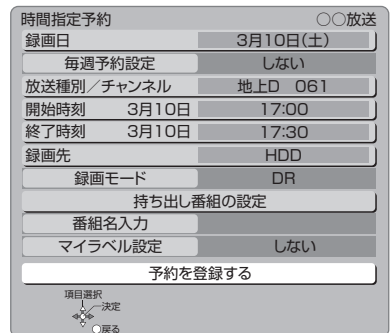 時間指定予約 ○○放送
録画日 3月10日(土)
毎週予約設定 しない
放送種別／チャンネル 地上D 061
開始時刻 3月10日 17:00
終了時刻 3月10日 17:30
録画先 HDD
録画モード DR
持ち出し番組の設定
番組名入力
マイラベル設定 しない
予約を登録する
項目選択
決定
戻る